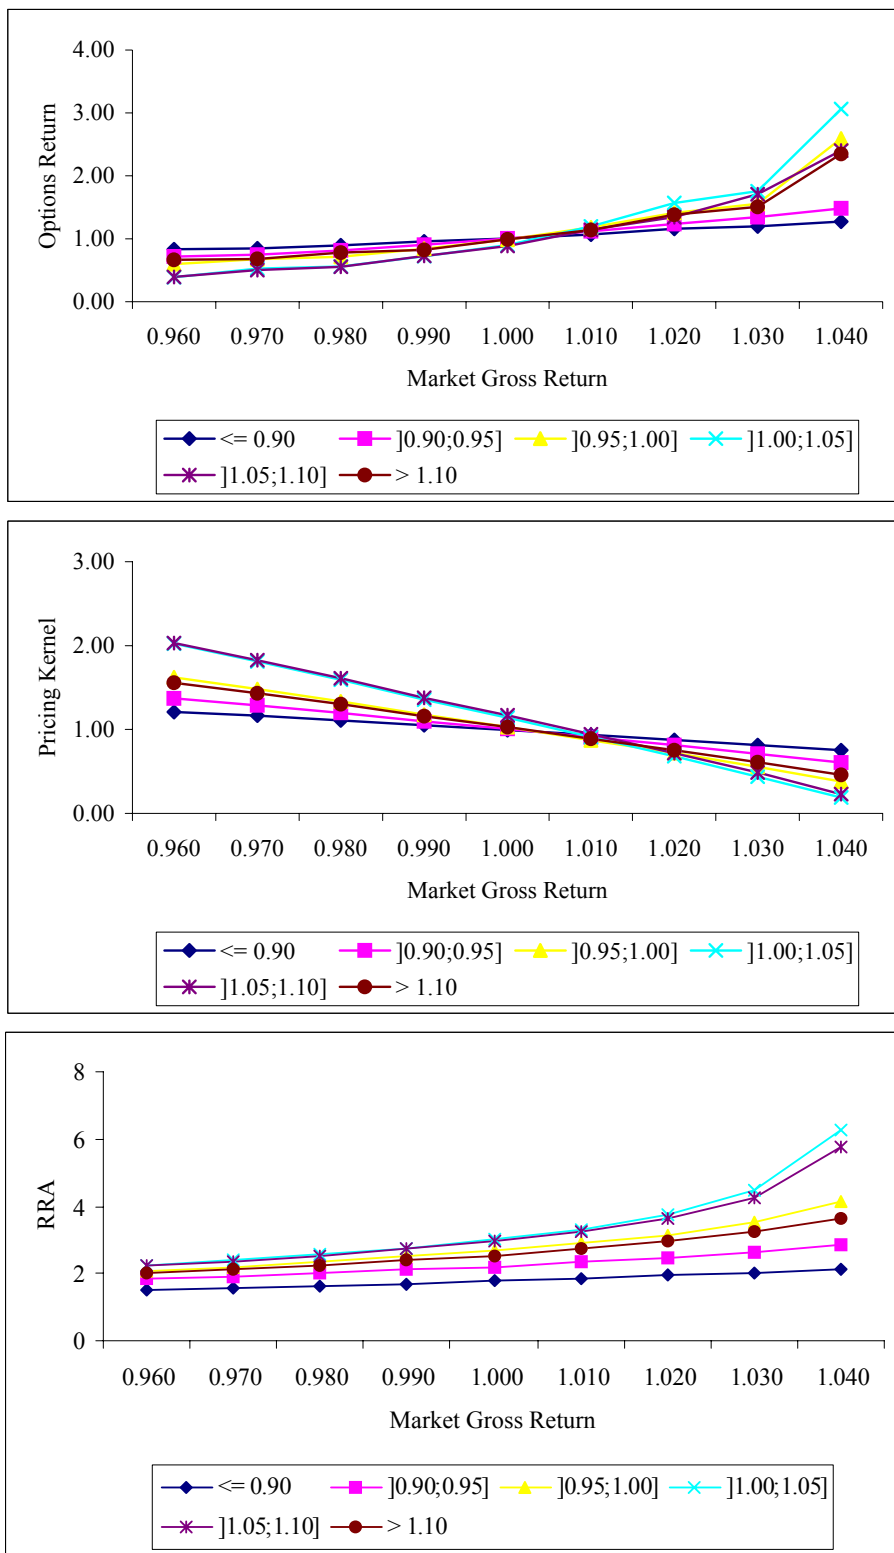 4.00
3.00
2.00
1.00
0.00
Options Return
0.960 0.970 0.980 0.990 1.000 1.010 1.020 1.030 1.040
Market Gross Return
<= 0.90 ]0.90;0.95] ]0.95;1.00] ]1.00;1.05]
]1.05;1.10] > 1.10
3.00
2.00
1.00
0.00
Pricing Kernel
0.960 0.970 0.980 0.990 1.000 1.010 1.020 1.030 1.040
Market Gross Return
<= 0.90 ]0.90;0.95] ]0.95;1.00] ]1.00;1.05]
]1.05;1.10] > 1.10
8
6
4
2
0
RRA
0.960 0.970 0.980 0.990 1.000 1.010 1.020 1.030 1.040
Market Gross Return
<= 0.90 ]0.90;0.95] ]0.95;1.00] ]1.00;1.05]
]1.05;1.10] > 1.10